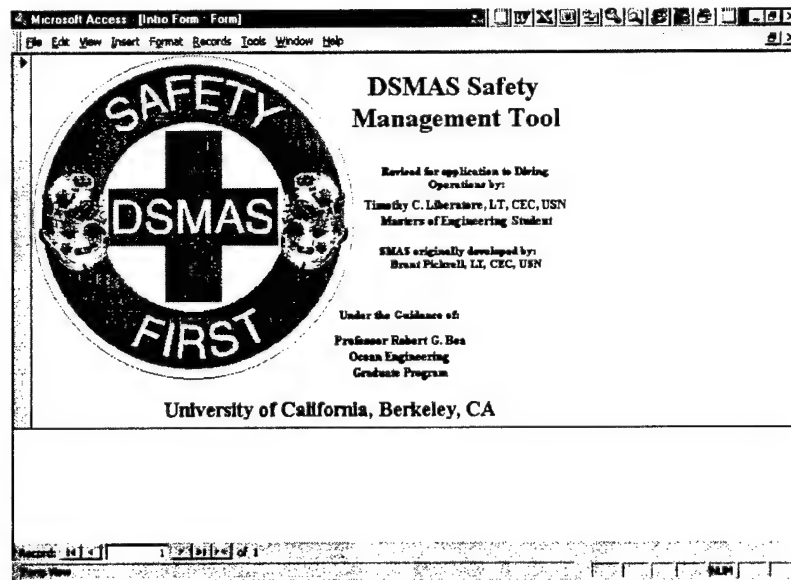 Microsoft Access - [Intro Form : Form]
File Edit View Insert Format Records Tools Window Help
SAFETY
DSMAS
FIRST
DSMAS Safety
Management Tool
Revised for application to Diving
Operations by:
Timothy C. Liberatore, LT, CEC, USN
Masters of Engineering Student
SMAS originally developed by:
Brant Pickrell, LT, CEC, USN
Under the Guidance of:
Professor Robert G. Bea
Ocean Engineering
Graduate Program
University of California, Berkeley, CA
Record: 1 of 1
Form View NUM